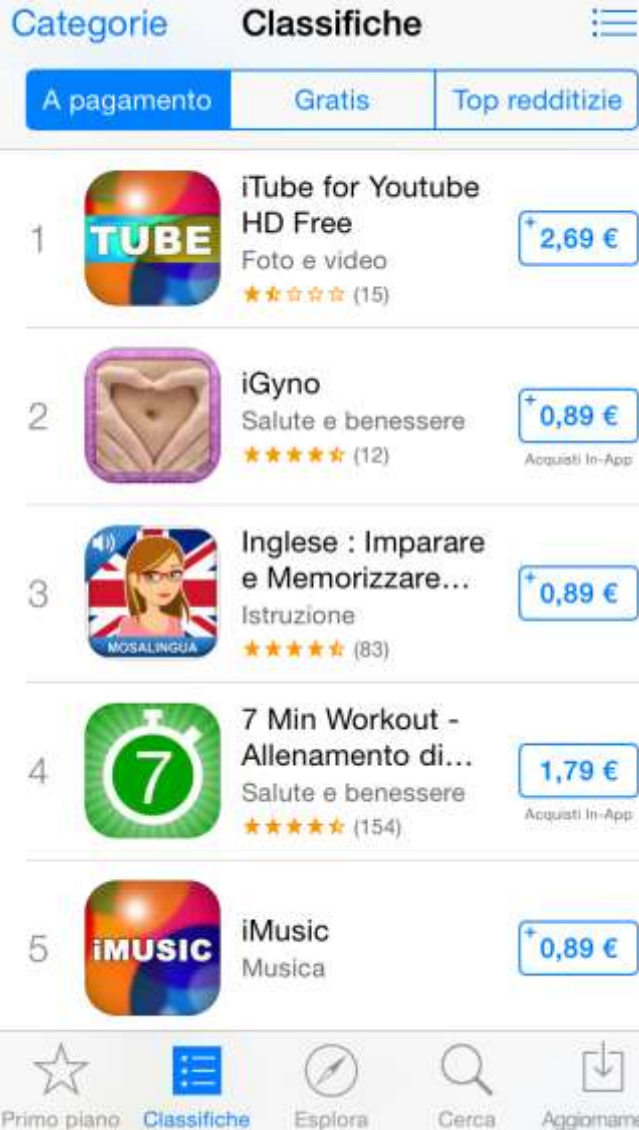 Categorie Classifiche
A pagamento Gratis Top redditizie
1
TUBE
iTube for Youtube
HD Free
Foto e video
(15)
+ 2,69 €
2
iGyno
Salute e benessere
(12)
+ 0,89 €
Acquisti In-App
3
MOSALINGUA
Inglese : Imparare
e Memorizzare...
Istruzione
(83)
+ 0,89 €
4
7
7 Min Workout -
Allenamento di...
Salute e benessere
(154)
1,79 €
Acquisti In-App
5
iMUSIC
iMusic
Musica
+ 0,89 €
Primo piano Classifiche Esplora Cerca Aggiorname